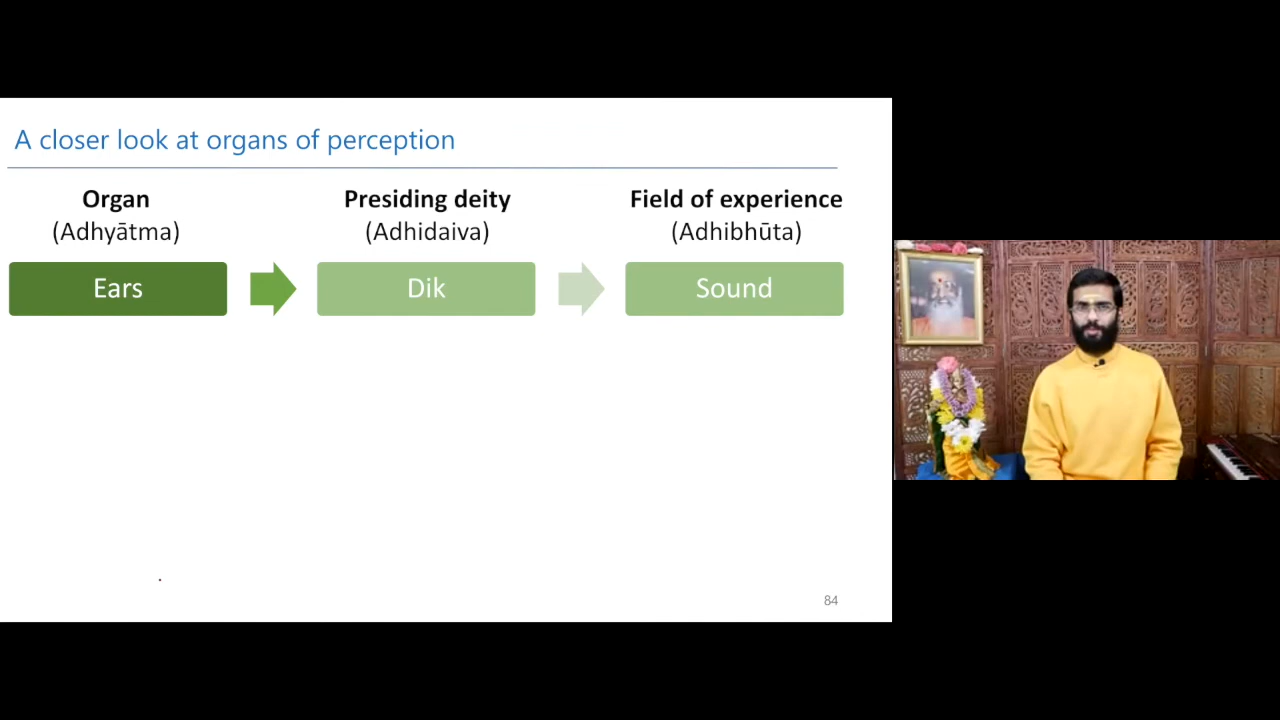 A closer look at organs of perception
Organ
(Adhyātma)
Presiding deity
(Adhidaiva)
Field of experience
(Adhibhūta)
Ears
Dik
Sound
84